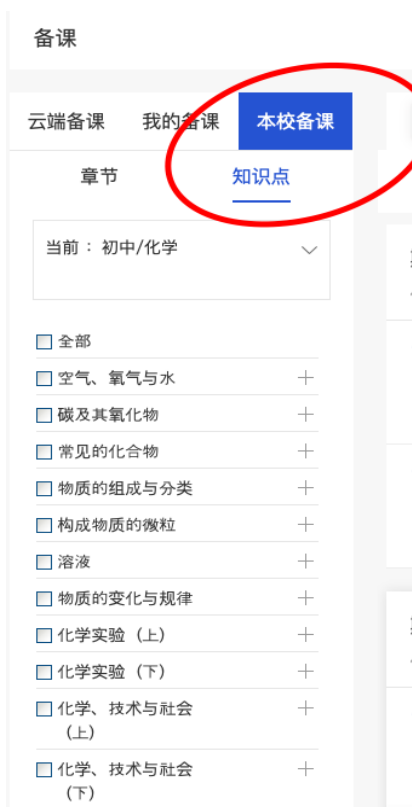 备课
云端备课 我的备课 本校备课
章节 知识点
当前：初中/化学
全部
空气、氧气与水
碳及其氧化物
常见的化合物
物质的组成与分类
构成物质的微粒
溶液
物质的变化与规律
化学实验（上）
化学实验（下）
化学、技术与社会
（上）
化学、技术与社会
（下）